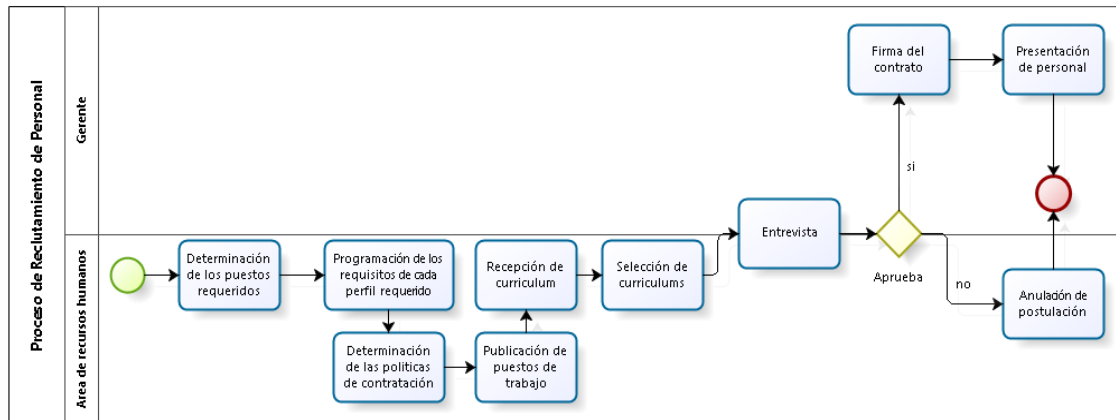 Proceso de Reclutamiento de Personal
Gerente
Firma del
contrato
Presentación
de personal
si
Entrevista
Aprueba
no
Anulación de
postulación
Area de recursos humanos
Determinación
de los puestos
requeridos
Programación de los
requisitos de cada
perfil requerido
Determinación
de las politicas
de contratación
Publicación de
puestos de
trabajo
Recepción de
curriculum
Selección de
curriculums